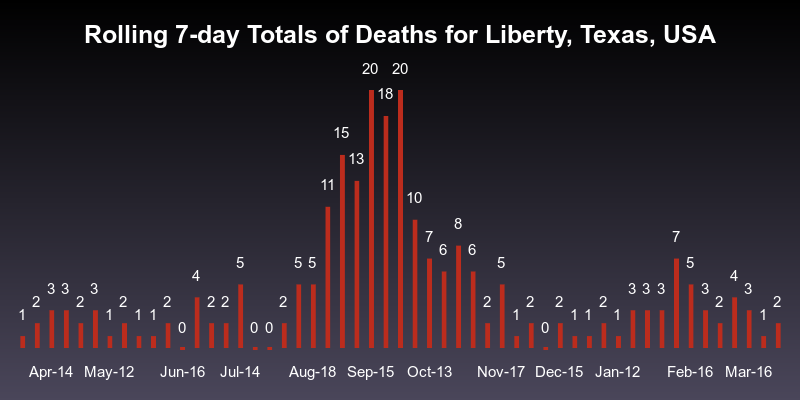 Rolling 7-day Totals of Deaths for Liberty, Texas, USA
1 2 3 3 2 3 1 2 1 1 2 0 4 2 2 5 0 0 2 5 5 11 15 13 20 18 20 10 7 6 8 6 2 5 1 2 0 2 1 1 2 1 3 3 3 7 5 3 2 4 3 1 2
Apr-14 May-12 Jun-16 Jul-14 Aug-18 Sep-15 Oct-13 Nov-17 Dec-15 Jan-12 Feb-16 Mar-16